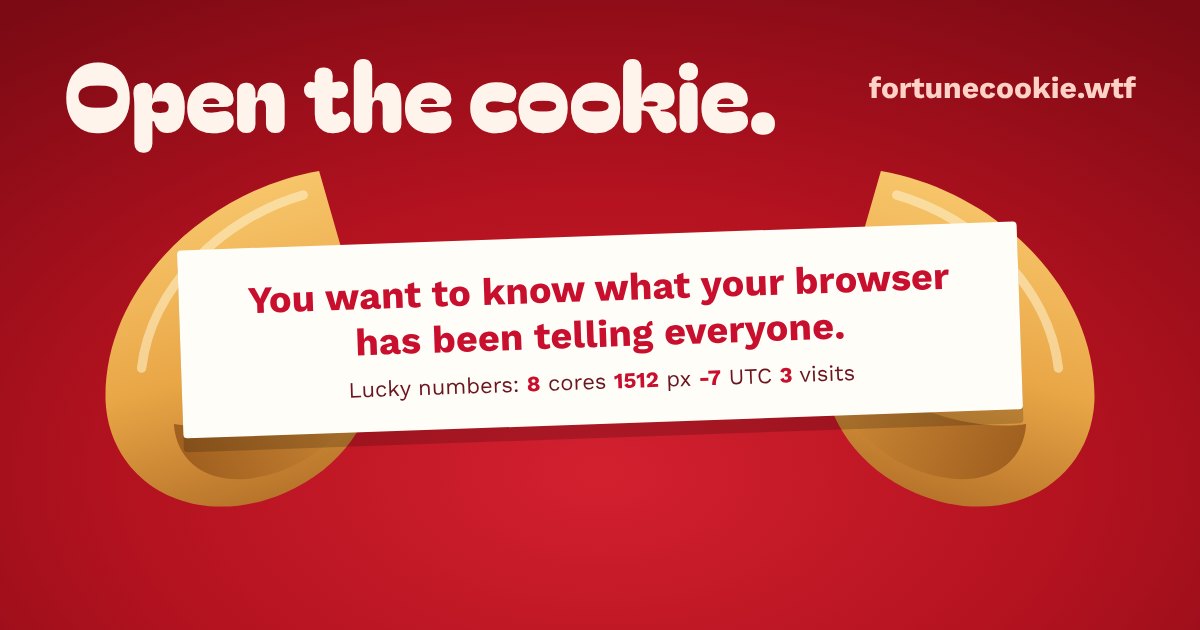 Open the cookie.
fortunecookie.wtf
You want to know what your browser
has been telling everyone.
Lucky numbers: 8 cores 1512 px -7 UTC 3 visits